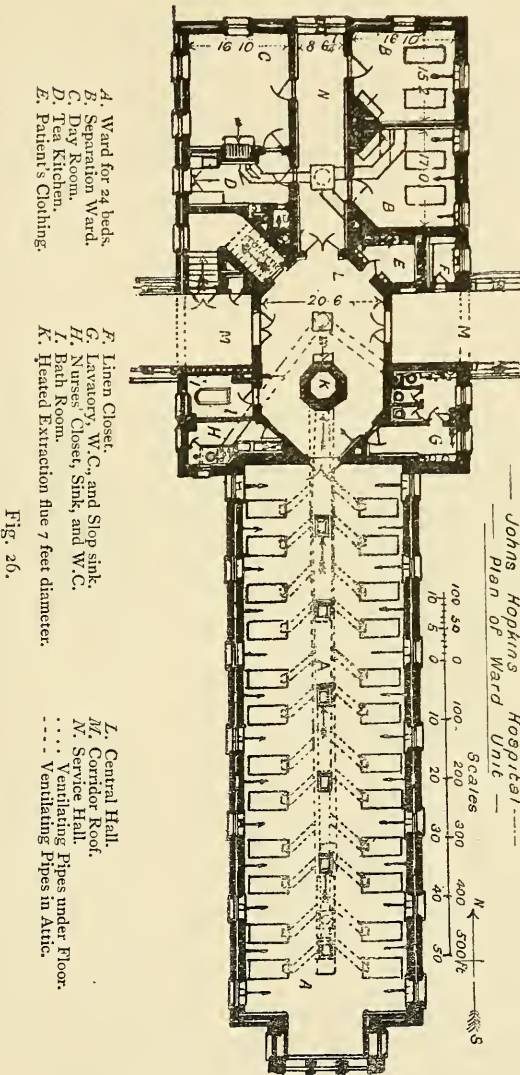 Johns Hopkins Hospital
Plan of Ward Unit
Scales
100 50 0 100 200 300 400 500 ft
10 5 0 10 20 30 40 50
N
S
16 10
8 6
16 10
C
N
B
15 2
B
17 0
D
E
F
L
20 6
M
M
K
I
H
G
A
A
A. Ward for 24 beds.
B. Separation Ward.
C. Day Room.
D. Tea Kitchen.
E. Patient's Clothing.
F. Linen Closet.
G. Lavatory, W.C., and Slop sink.
H. Nurses' Closet, Sink, and W.C.
I. Bath Room.
K. Heated Extraction flue 7 feet diameter.
L. Central Hall.
M. Corridor Roof.
N. Service Hall.
.... Ventilating Pipes under Floor.
---- Ventilating Pipes in Attic.
Fig. 26.